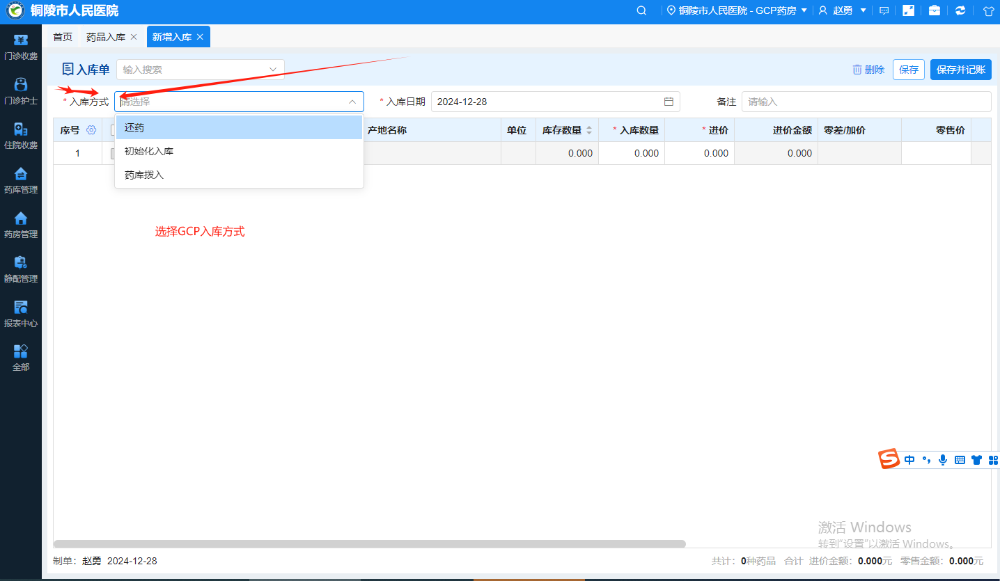 铜陵市人民医院
铜陵市人民医院 - GCP药房
赵勇
门诊收费
门诊护士
住院收费
药库管理
药房管理
静配管理
报表中心
全部
首页 药品入库 新增入库
入库单 输入搜索 删除 保存 保存并记账
* 入库方式 请选择 * 入库日期 2024-12-28 备注 请输入
序号 产地名称 单位 库存数量 * 入库数量 * 进价 进价金额 零差/加价 零售价
1 0.000 0.000 0.000 0.000
还药
初始化入库
药库拨入
选择GCP入库方式
中
激活 Windows
转到"设置"以激活 Windows。
制单：赵勇 2024-12-28 共计：0种药品 合计 进价金额：0.000元 零售金额：0.000元